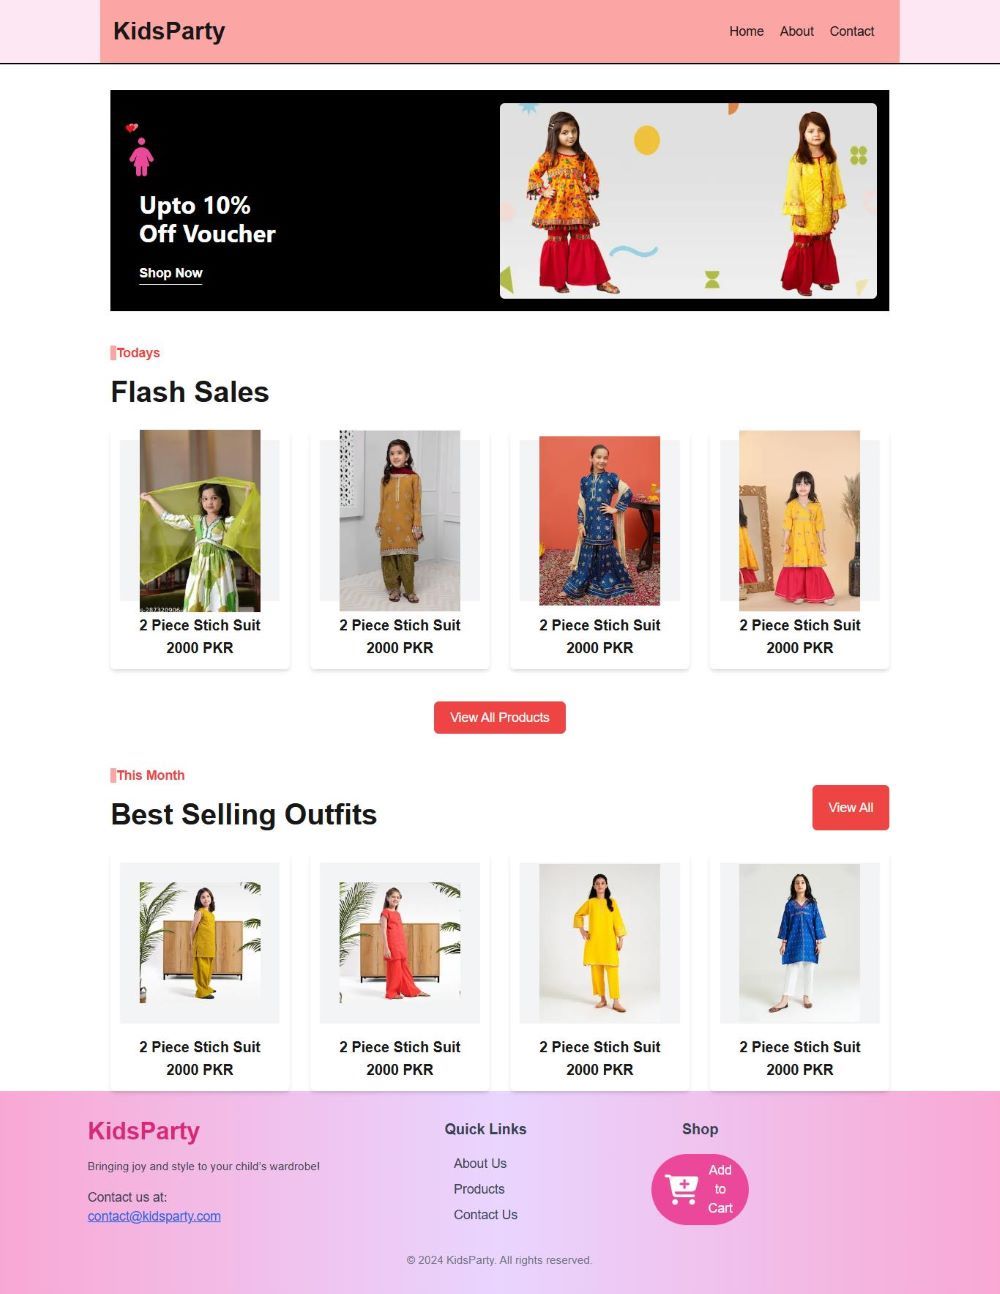 KidsParty
Home About Contact
Upto 10%
Off Voucher
Shop Now
Todays
Flash Sales
s-287320906
2 Piece Stich Suit
2000 PKR
2 Piece Stich Suit
2000 PKR
2 Piece Stich Suit
2000 PKR
2 Piece Stich Suit
2000 PKR
View All Products
This Month
Best Selling Outfits
View All
2 Piece Stich Suit
2000 PKR
2 Piece Stich Suit
2000 PKR
2 Piece Stich Suit
2000 PKR
2 Piece Stich Suit
2000 PKR
KidsParty
Bringing joy and style to your child's wardrobe!
Contact us at:
contact@kidsparty.com
Quick Links
About Us
Products
Contact Us
Shop
Add
to
Cart
© 2024 KidsParty. All rights reserved.